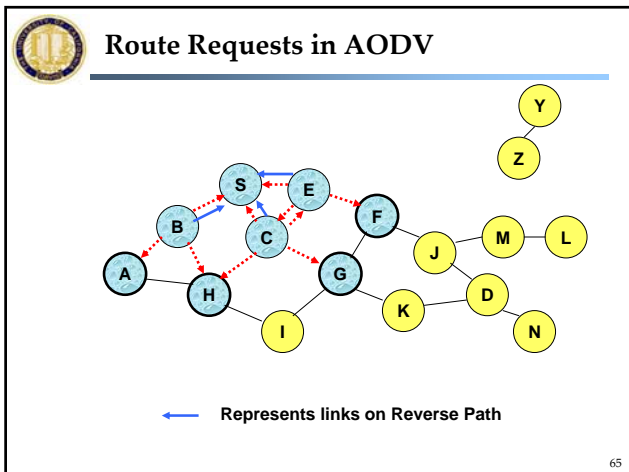 Route Requests in AODV
Y
Z
S
E
F
B
C
J
M
L
A
H
G
D
I
K
N
Represents links on Reverse Path
65